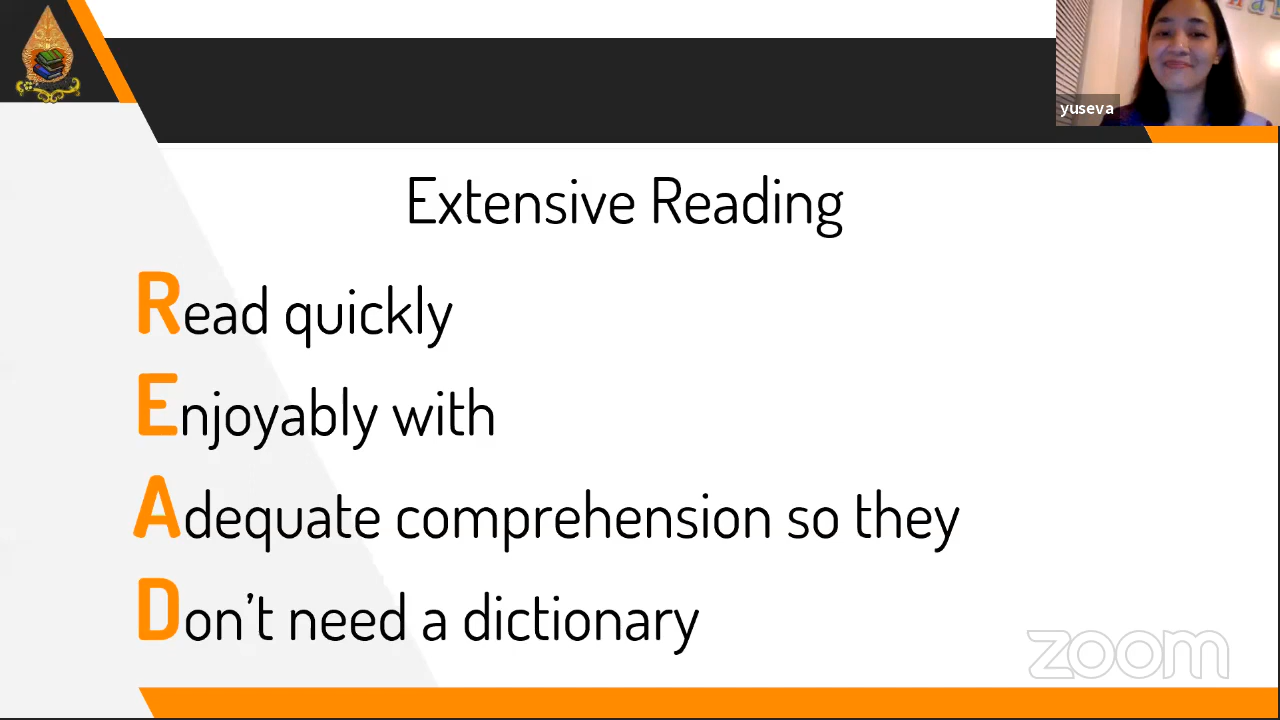 yuseva
Extensive Reading
Read quickly
Enjoyably with
Adequate comprehension so they
Don't need a dictionary
zoom